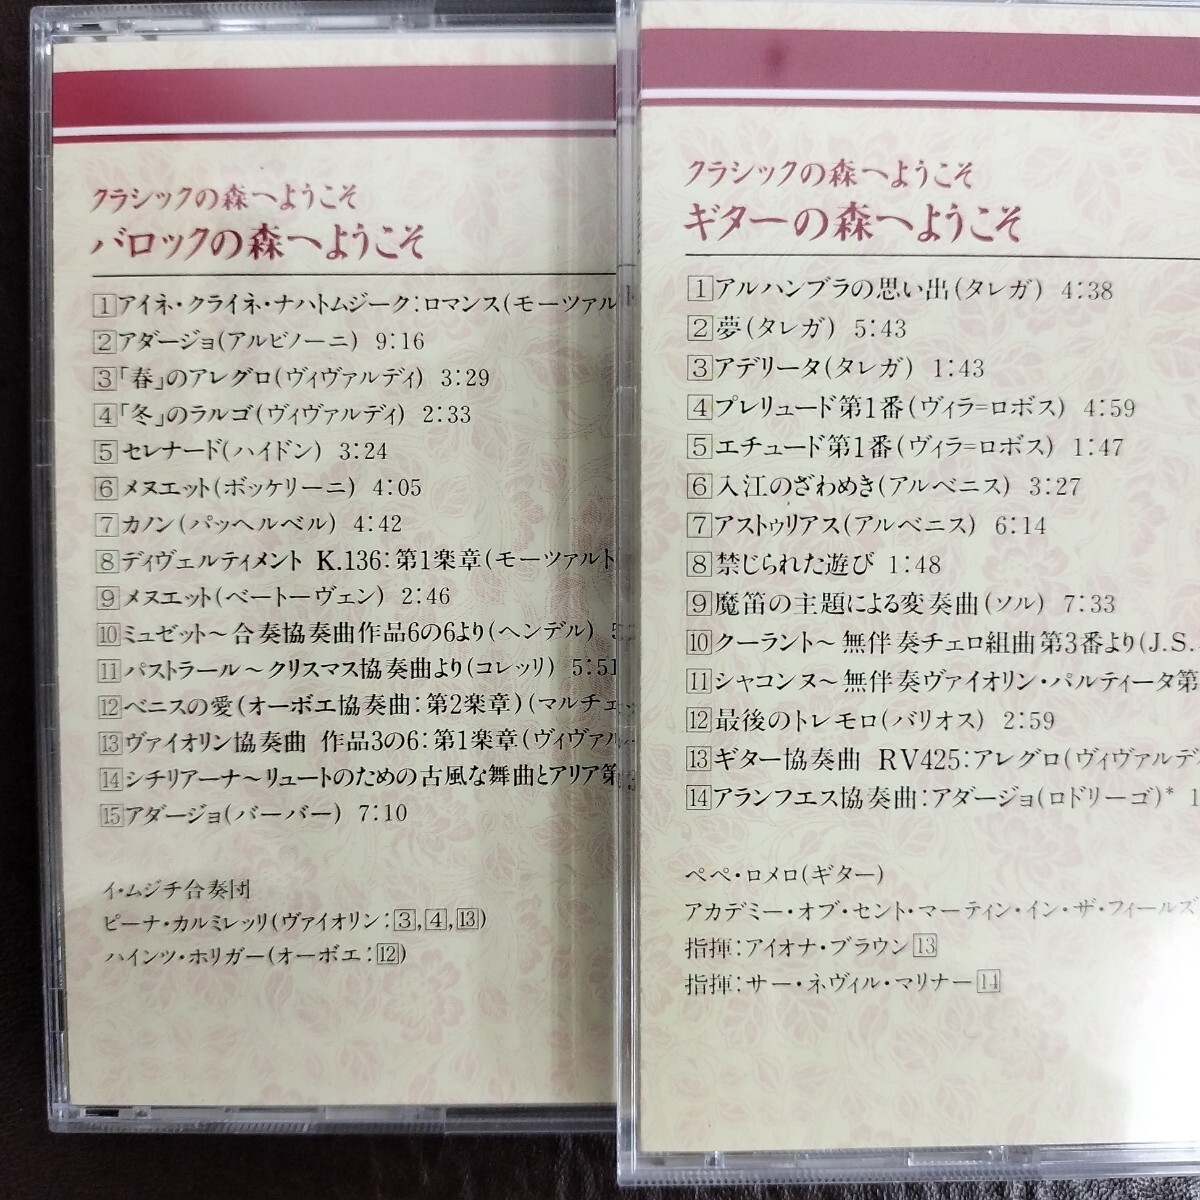 クラシックの森へようこそ
バロックの森へようこそ
1 アイネ・クライネ・ナハトムジーク:ロマンス(モーツァル
2 アダージョ(アルビノーニ) 9:16
3 「春」のアレグロ(ヴィヴァルディ) 3:29
4 「冬」のラルゴ(ヴィヴァルディ) 2:33
5 セレナード(ハイドン) 3:24
6 メヌエット(ボッケリーニ) 4:05
7 カノン(パッヘルベル) 4:42
8 ディヴェルティメント K.136:第1楽章(モーツァルト
9 メヌエット(ベートーヴェン) 2:46
10 ミュゼット〜合奏協奏曲作品6の6より(ヘンデル)
11 パストラール〜クリスマス協奏曲より(コレッリ) 5:51
12 ベニスの愛(オーボエ協奏曲:第2楽章)(マルチェ
13 ヴァイオリン協奏曲 作品3の6:第1楽章(ヴィヴァル
14 シチリアーナ〜リュートのための古風な舞曲とアリア第
15 アダージョ(バーバー) 7:10
イ・ムジチ合奏団
ピーナ・カルミレッリ(ヴァイオリン:3,4,13)
ハインツ・ホリガー(オーボエ:12)
クラシックの森へようこそ
ギターの森へようこそ
1 アルハンブラの思い出(タレガ) 4:38
2 夢(タレガ) 5:43
3 アデリータ(タレガ) 1:43
4 プレリュード第1番(ヴィラ=ロボス) 4:59
5 エチュード第1番(ヴィラ=ロボス) 1:47
6 入江のざわめき(アルベニス) 3:27
7 アストゥリアス(アルベニス) 6:14
8 禁じられた遊び 1:48
9 魔笛の主題による変奏曲(ソル) 7:33
10 クーラント〜無伴奏チェロ組曲第3番より(J.S.
11 シャコンヌ〜無伴奏ヴァイオリン・パルティータ第
12 最後のトレモロ(バリオス) 2:59
13 ギター協奏曲 RV425:アレグロ(ヴィヴァルデ
14 アランフエス協奏曲:アダージョ(ロドリーゴ)* 1
ペペ・ロメロ(ギター)
アカデミー・オブ・セント・マーティン・イン・ザ・フィールズ
指揮:アイオナ・ブラウン13
指揮:サー・ネヴィル・マリナー14